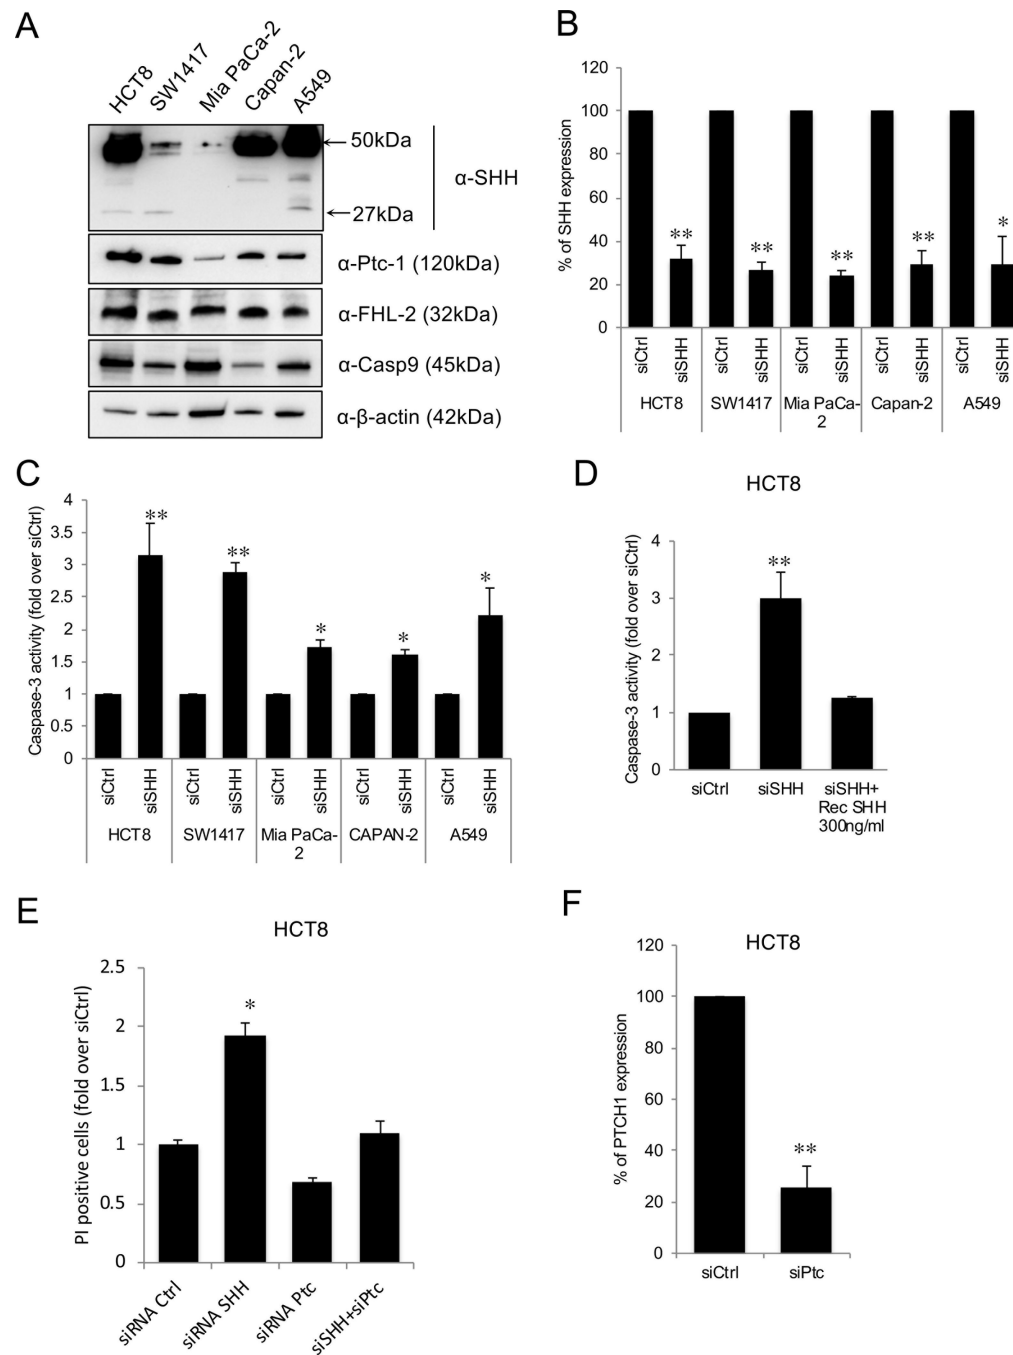 A
HCT8
SW1417
Mia PaCa-2
Capan-2
A549
50kDa
α-SHH
27kDa
α-Ptc-1 (120kDa)
α-FHL-2 (32kDa)
α-Casp9 (45kDa)
α-β-actin (42kDa)
B
% of SHH expression
120
100
80
60
40
20
0
**
**
**
**
*
siCtrl
siSHH
siCtrl
siSHH
siCtrl
siSHH
siCtrl
siSHH
siCtrl
siSHH
HCT8
SW1417
Mia PaCa-
2
Capan-2
A549
C
Caspase-3 activity (fold over siCtrl)
4
3.5
3
2.5
2
1.5
1
0.5
0
**
**
*
*
*
siCtrl
siSHH
siCtrl
siSHH
siCtrl
siSHH
siCtrl
siSHH
siCtrl
siSHH
HCT8
SW1417
Mia PaCa-
2
CAPAN-2
A549
D
HCT8
Caspase-3 activity (fold over siCtrl)
4
3
2
1
0
**
siCtrl
siSHH
siSHH+
Rec SHH
300ng/ml
E
HCT8
PI positive cells (fold over siCtrl)
2.5
2
1.5
1
0.5
0
*
siRNA Ctrl
siRNA SHH
siRNA Ptc
siSHH+siPtc
F
HCT8
% of PTCH1 expression
120
100
80
60
40
20
0
**
siCtrl
siPtc